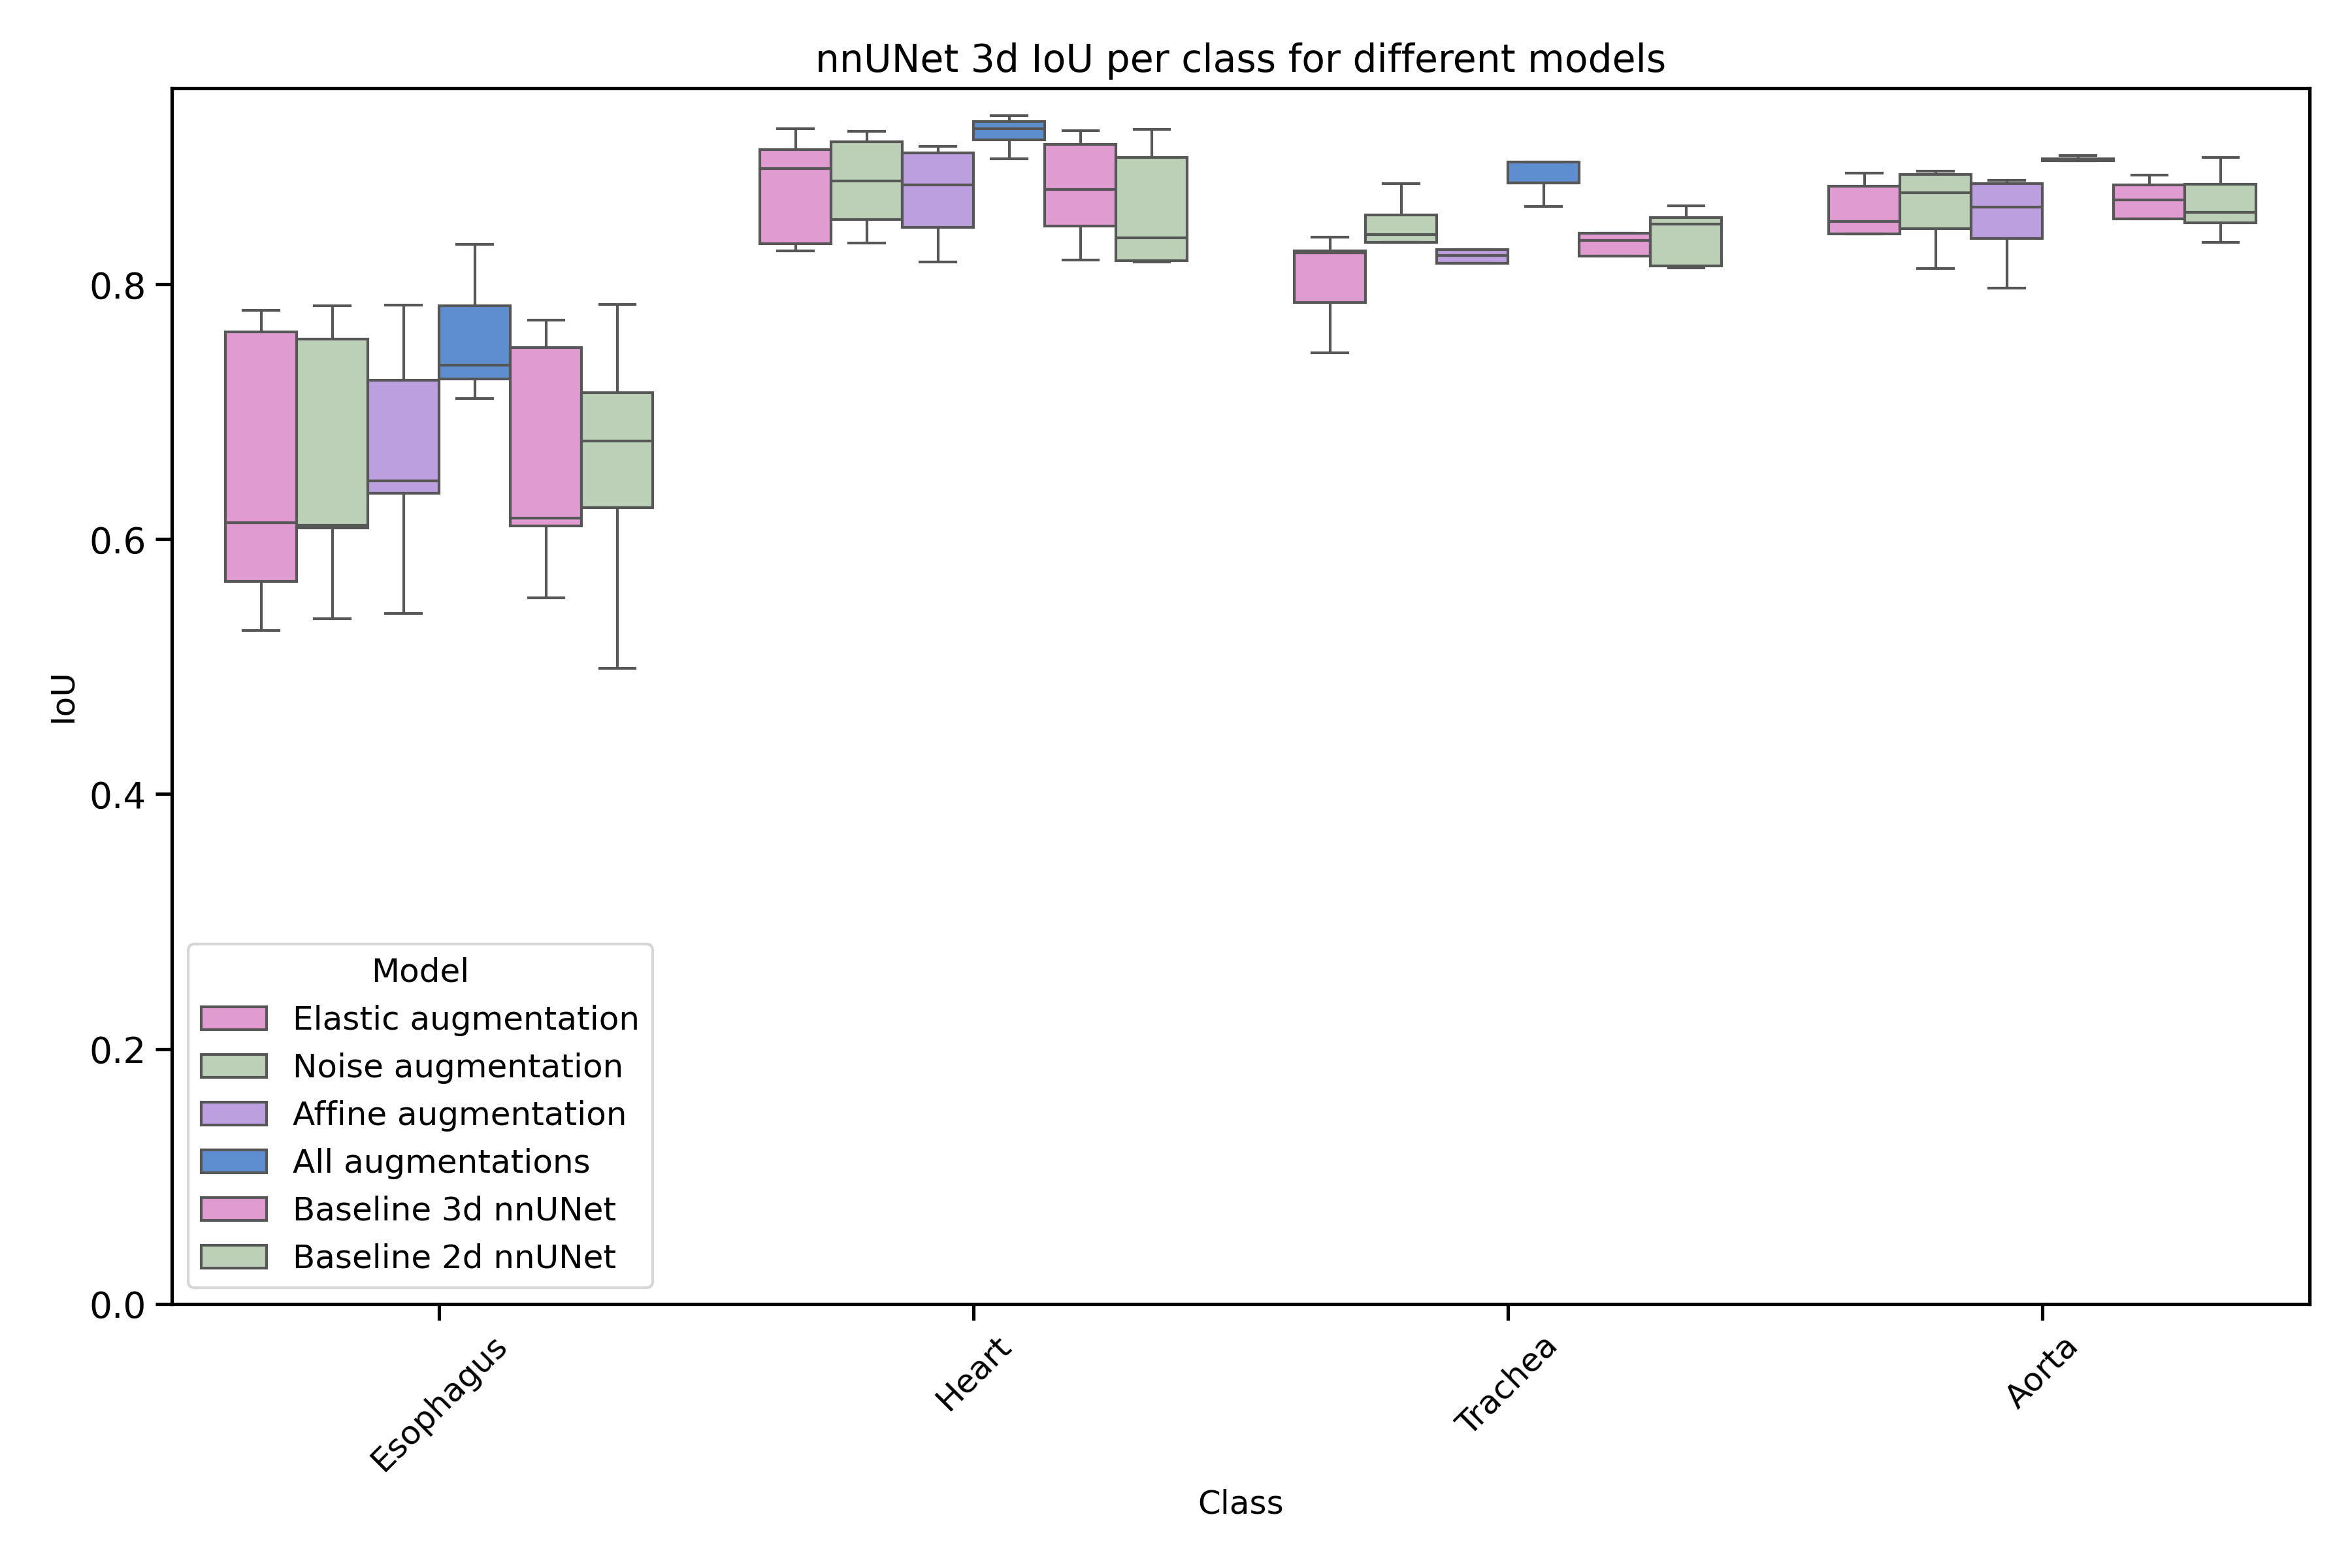 nnUNet 3d IoU per class for different models
IoU
0.8
0.6
0.4
0.2
0.0
Model
Elastic augmentation
Noise augmentation
Affine augmentation
All augmentations
Baseline 3d nnUNet
Baseline 2d nnUNet
Esophagus
Heart
Trachea
Aorta
Class